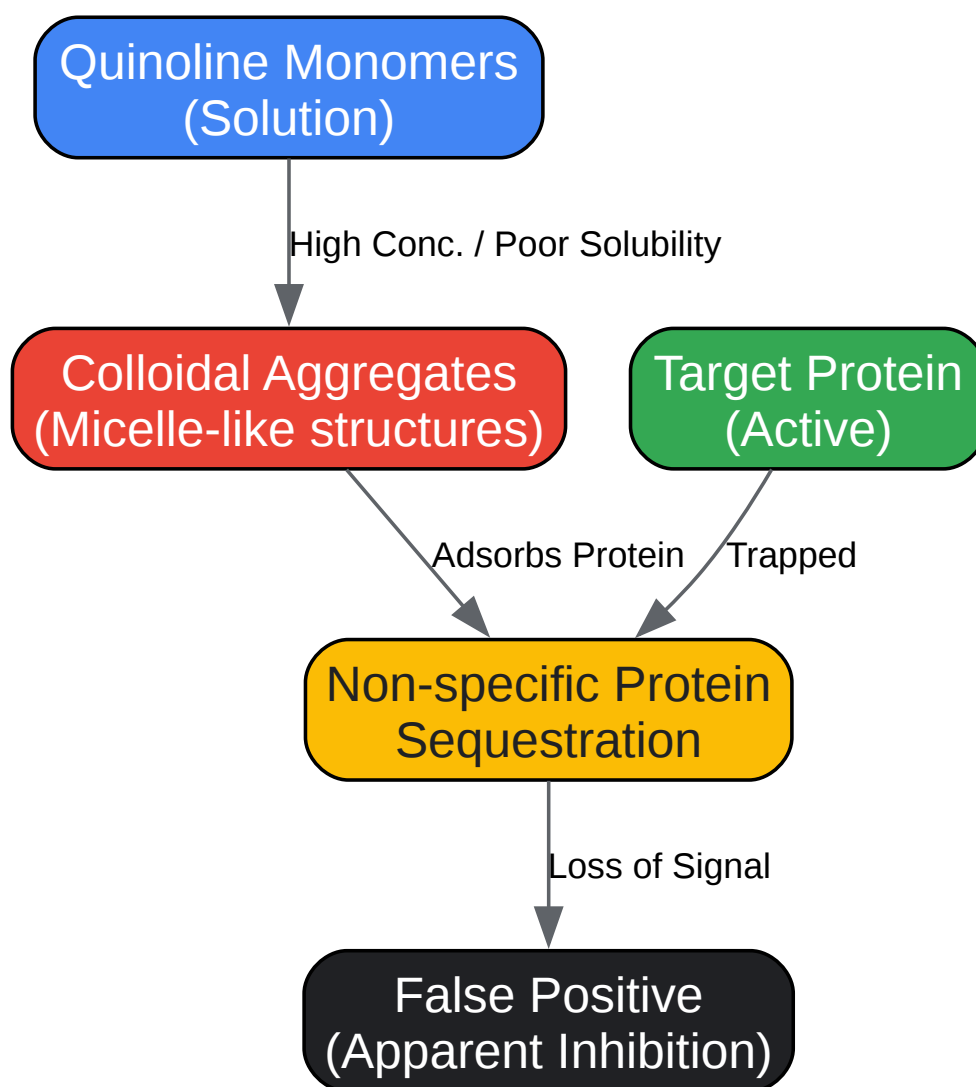 Quinoline Monomers
(Solution)
High Conc. / Poor Solubility
Colloidal Aggregates
(Micelle-like structures)
Target Protein
(Active)
Adsorbs Protein
Trapped
Non-specific Protein
Sequestration
Loss of Signal
False Positive
(Apparent Inhibition)